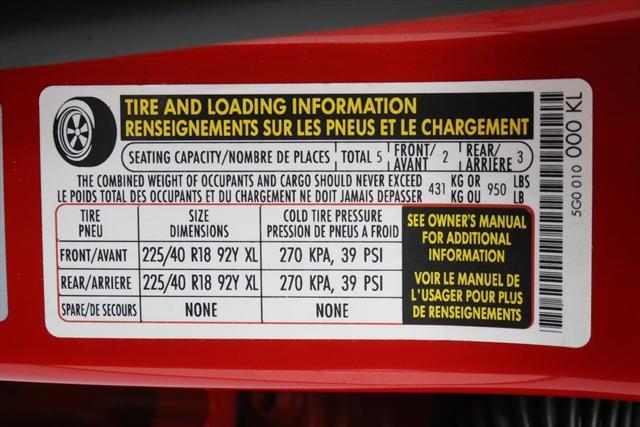 TIRE AND LOADING INFORMATION
RENSEIGNEMENTS SUR LES PNEUS ET LE CHARGEMENT
SEATING CAPACITY/NOMBRE DE PLACES TOTAL 5 FRONT/AVANT 2 REAR/ARRIERE 3
THE COMBINED WEIGHT OF OCCUPANTS AND CARGO SHOULD NEVER EXCEED 431 KG OR 950 LBS
LE POIDS TOTAL DES OCCUPANTS ET DU CHARGEMENT NE DOIT JAMAIS DEPASSER KG OU LB
TIRE PNEU SIZE DIMENSIONS COLD TIRE PRESSURE PRESSION DE PNEUS A FROID
FRONT/AVANT 225/40 R18 92Y XL 270 KPA, 39 PSI
REAR/ARRIERE 225/40 R18 92Y XL 270 KPA, 39 PSI
SPARE/DE SECOURS NONE NONE
SEE OWNER'S MANUAL
FOR ADDITIONAL
INFORMATION
VOIR LE MANUEL DE
L'USAGER POUR PLUS
DE RENSEIGNEMENTS
5G0 010 000 KL